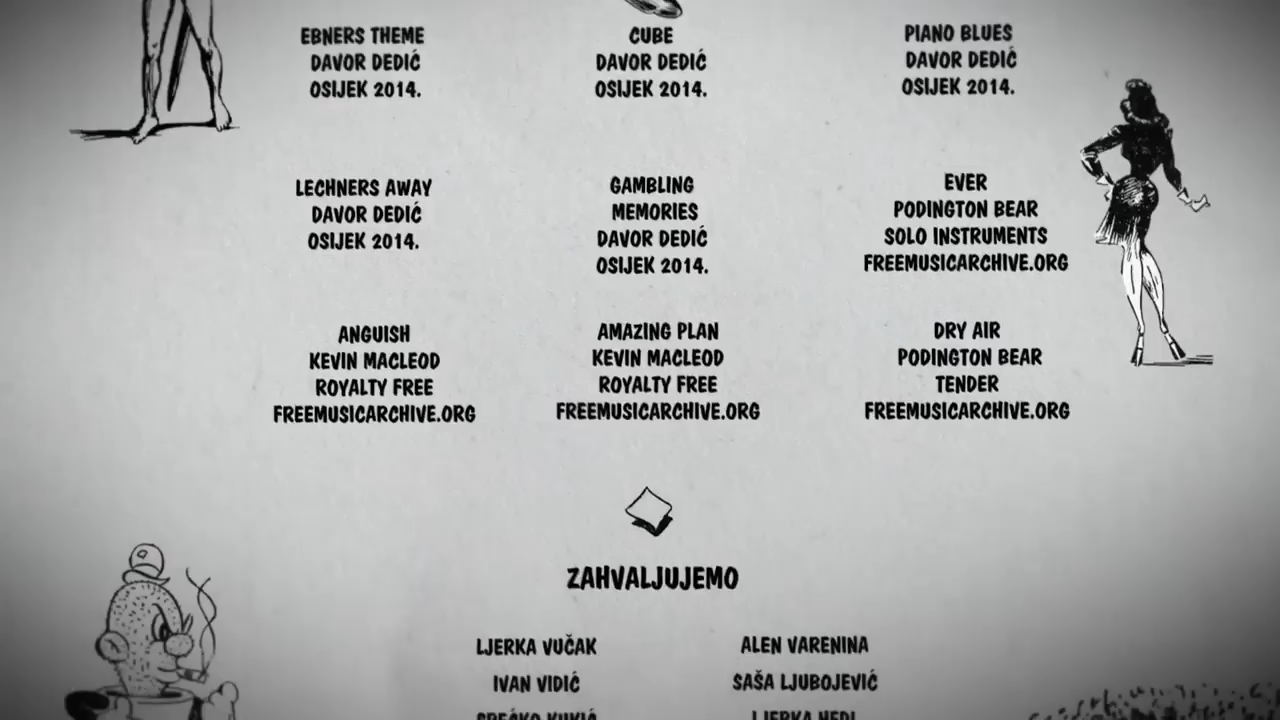 EBNERS THEME
DAVOR DEDIĆ
OSIJEK 2014.
CUBE
DAVOR DEDIĆ
OSIJEK 2014.
PIANO BLUES
DAVOR DEDIĆ
OSIJEK 2014.
LECHNERS AWAY
DAVOR DEDIĆ
OSIJEK 2014.
GAMBLING
MEMORIES
DAVOR DEDIĆ
OSIJEK 2014.
EVER
PODINGTON BEAR
SOLO INSTRUMENTS
FREEMUSICARCHIVE.ORG
ANGUISH
KEVIN MACLEOD
ROYALTY FREE
FREEMUSICARCHIVE.ORG
AMAZING PLAN
KEVIN MACLEOD
ROYALTY FREE
FREEMUSICARCHIVE.ORG
DRY AIR
PODINGTON BEAR
TENDER
FREEMUSICARCHIVE.ORG
ZAHVALJUJEMO
LJERKA VUČAK
ALEN VARENINA
IVAN VIDIĆ
SAŠA LJUBOJEVIĆ
LJERKA HEDL